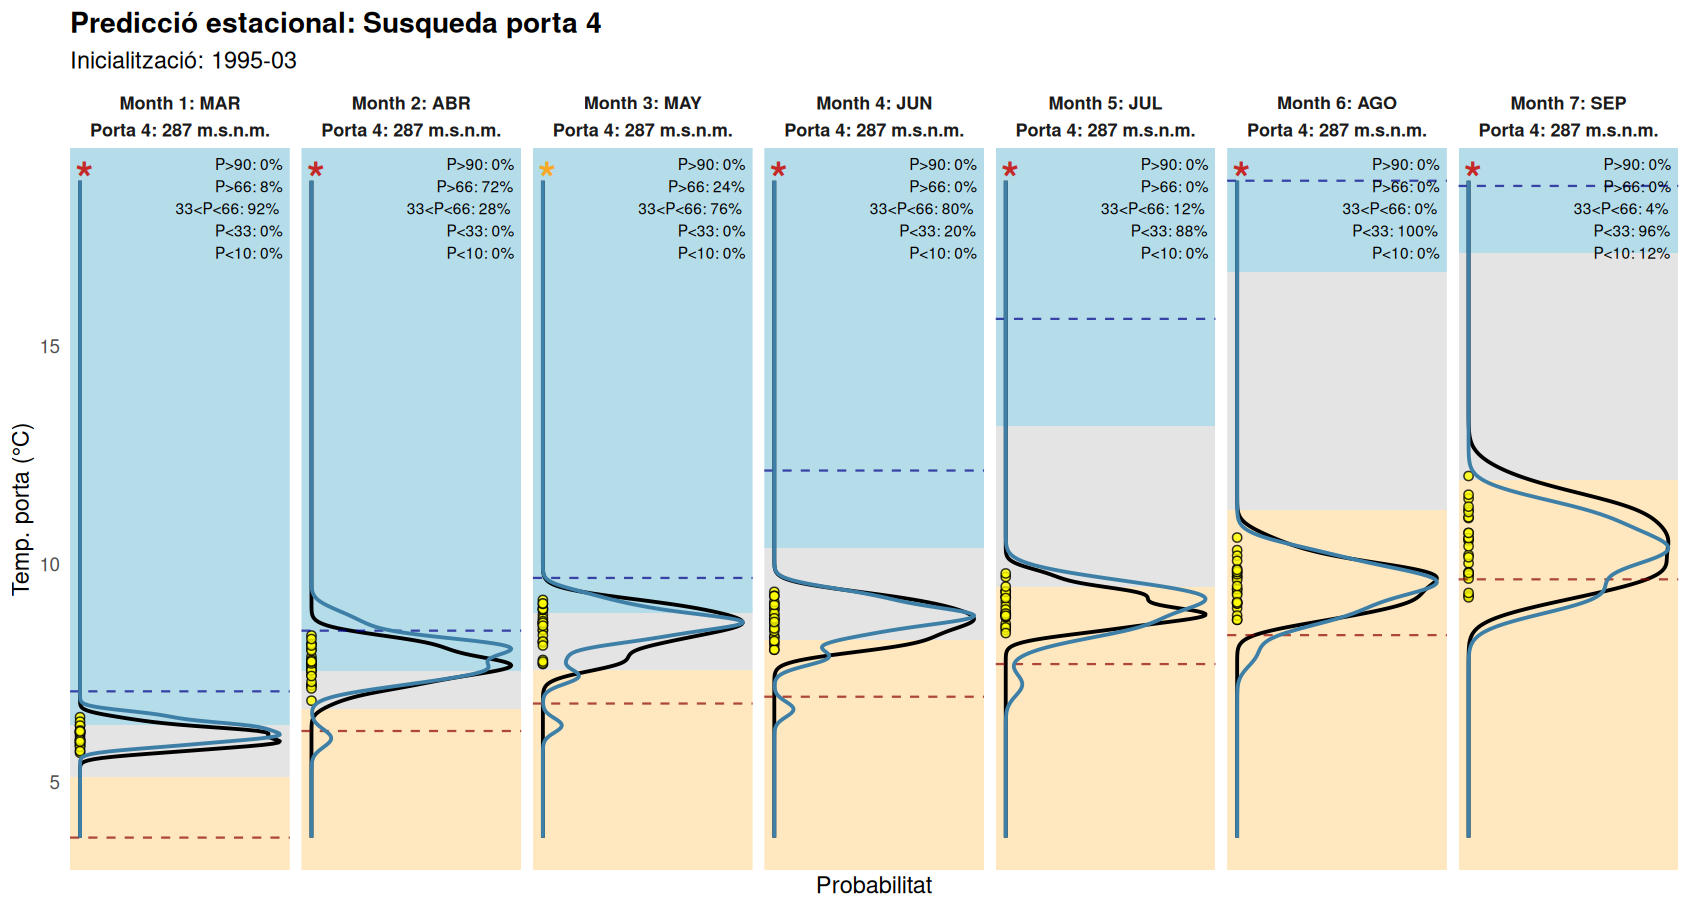 Predicció estacional: Susqueda porta 4
Inicialització: 1995-03
Month 1: MAR
Porta 4: 287 m.s.n.m.
Month 2: ABR
Porta 4: 287 m.s.n.m.
Month 3: MAY
Porta 4: 287 m.s.n.m.
Month 4: JUN
Porta 4: 287 m.s.n.m.
Month 5: JUL
Porta 4: 287 m.s.n.m.
Month 6: AGO
Porta 4: 287 m.s.n.m.
Month 7: SEP
Porta 4: 287 m.s.n.m.
*
P>90: 0%
P>66: 8%
33<P<66: 92%
P<33: 0%
P<10: 0%
*
P>90: 0%
P>66: 72%
33<P<66: 28%
P<33: 0%
P<10: 0%
*
P>90: 0%
P>66: 24%
33<P<66: 76%
P<33: 0%
P<10: 0%
*
P>90: 0%
P>66: 0%
33<P<66: 80%
P<33: 20%
P<10: 0%
*
P>90: 0%
P>66: 0%
33<P<66: 12%
P<33: 88%
P<10: 0%
*
P>90: 0%
P>66: 0%
33<P<66: 0%
P<33: 100%
P<10: 0%
*
P>90: 0%
P>66: 0%
33<P<66: 4%
P<33: 96%
P<10: 12%
15
10
5
Temp. porta (°C)
Probabilitat